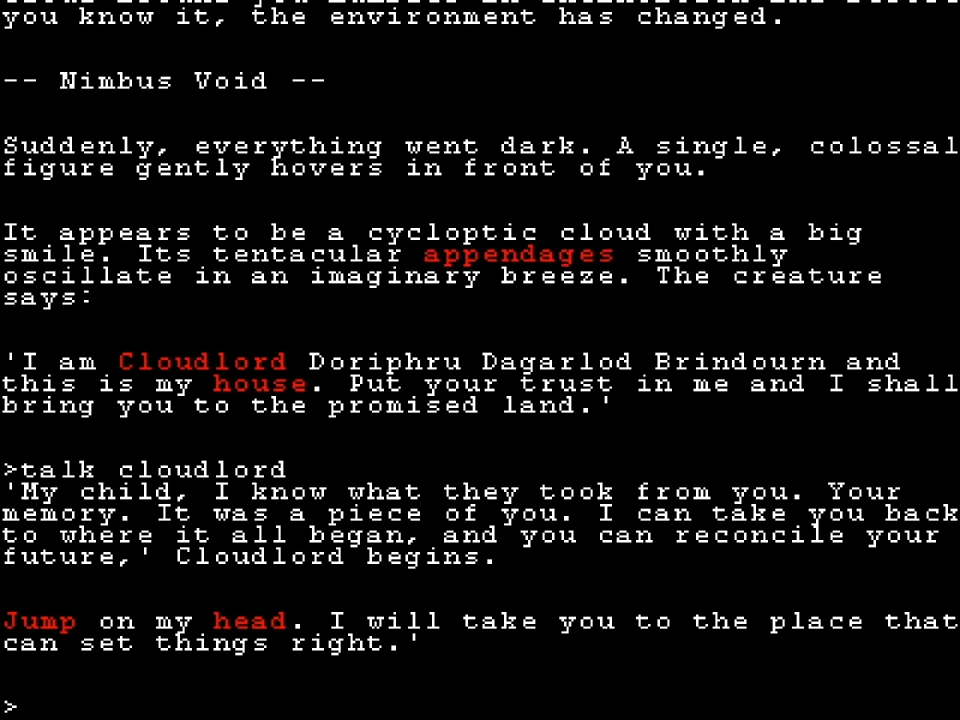 you know it, the environment has changed.
-- Nimbus Void --
Suddenly, everything went dark. A single, colossal
figure gently hovers in front of you.
It appears to be a cycloptic cloud with a big
smile. Its tentacular appendages smoothly
oscillate in an imaginary breeze. The creature
says:
'I am Cloudlord Doriphru Dagarlod Brindourn and
this is my house. Put your trust in me and I shall
bring you to the promised land.'
>talk cloudlord
'My child, I know what they took from you. Your
memory. It was a piece of you. I can take you back
to where it all began, and you can reconcile your
future,' Cloudlord begins.
Jump on my head. I will take you to the place that
can set things right.'
>